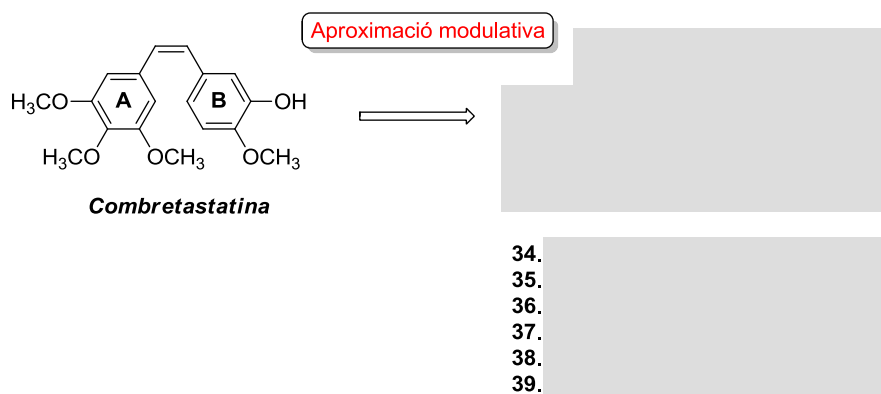 Aproximació modulativa
A
B
H3CO
OH
H3CO
OCH3
OCH3
Combretastatina
34.
35.
36.
37.
38.
39.